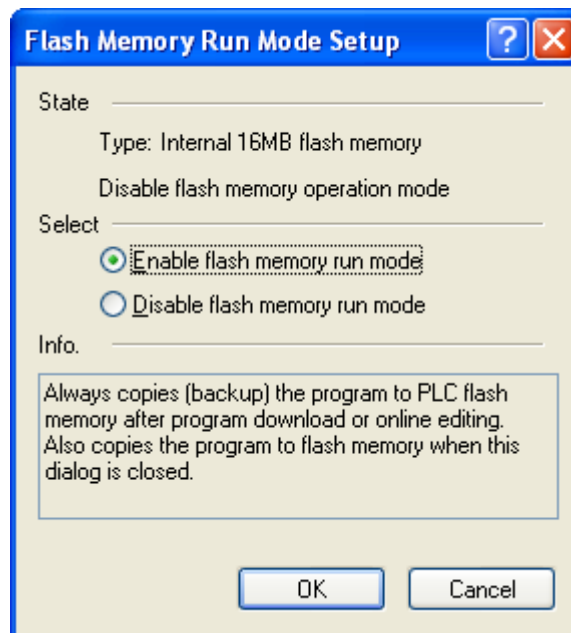 Flash Memory Run Mode Setup
State
Type: Internal 16MB flash memory
Disable flash memory operation mode
Select
Enable flash memory run mode
Disable flash memory run mode
Info.
Always copies (backup) the program to PLC flash
memory after program download or online editing.
Also copies the program to flash memory when this
dialog is closed.
OK Cancel